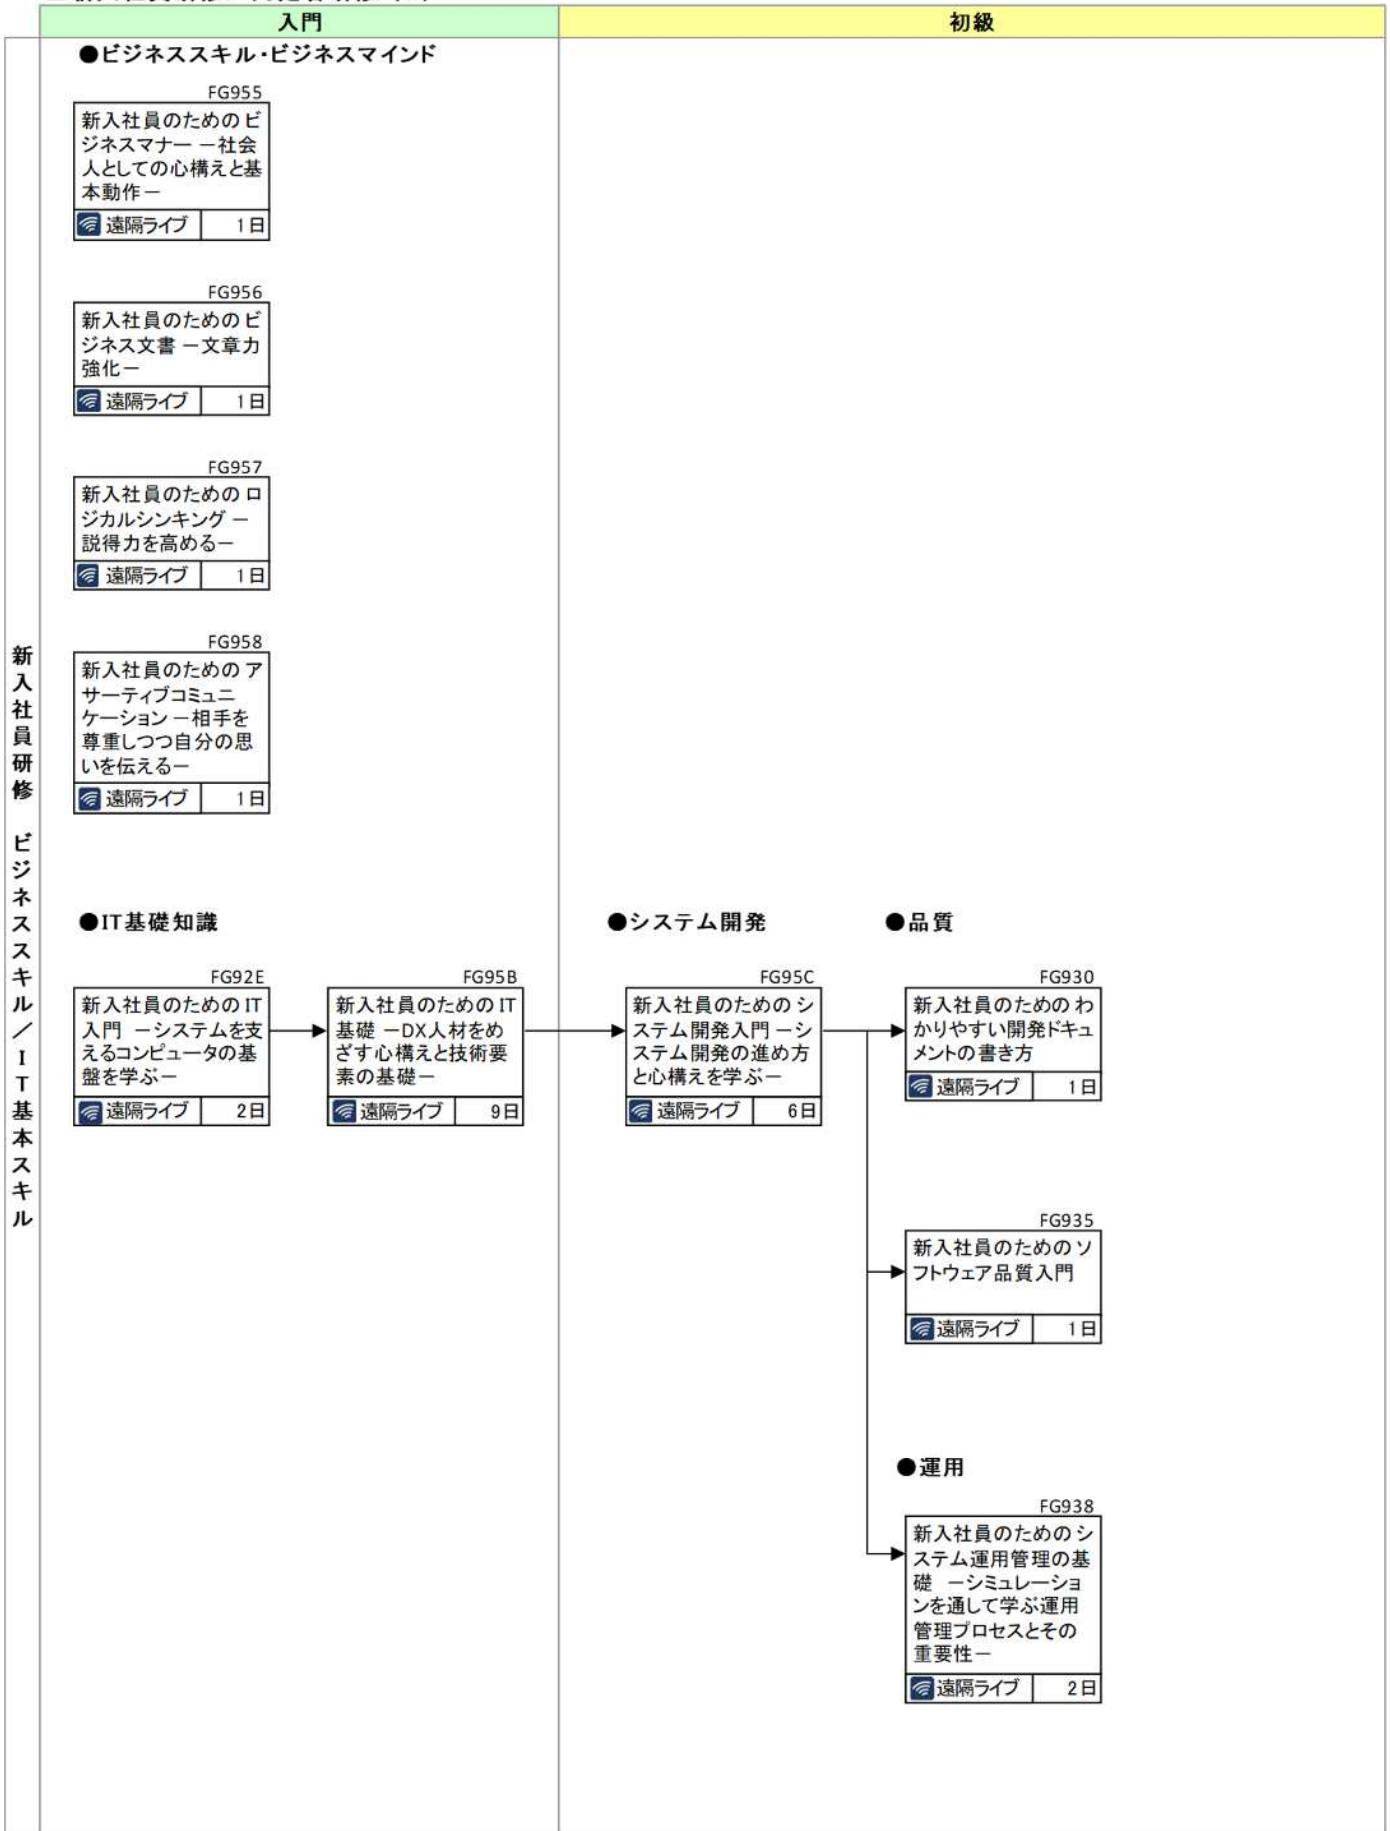 入門
初級
新入社員研修 ビジネススキル／IT基本スキル
●ビジネススキル・ビジネスマインド
FG955
新入社員のための ビ
ジネスマナー －社会
人としての心構えと基
本動作－
遠隔ライブ 1日
FG956
新入社員のための ビ
ジネス文書 －文章力
強化－
遠隔ライブ 1日
FG957
新入社員のための ロ
ジカルシンキング －
説得力を高める－
遠隔ライブ 1日
FG958
新入社員のための ア
サーティブコミュニ
ケーション －相手を
尊重しつつ自分の思
いを伝える－
遠隔ライブ 1日
●IT基礎知識
FG92E
新入社員のための IT
入門 －システムを支
えるコンピュータの基
盤を学ぶ－
遠隔ライブ 2日
FG95B
新入社員のための IT
基礎 －DX人材をめ
ざす心構えと技術要
素の基礎－
遠隔ライブ 9日
●システム開発
FG95C
新入社員のための シ
ステム開発入門 －シ
ステム開発の進め方
と心構えを学ぶ－
遠隔ライブ 6日
●品質
FG930
新入社員のための わ
かりやすい開発ドキュ
メントの書き方
遠隔ライブ 1日
FG935
新入社員のための ソ
フトウェア品質入門
遠隔ライブ 1日
●運用
FG938
新入社員のための シ
ステム運用管理の基
礎 －シミュレーショ
ンを通して学ぶ運用
管理プロセスとその
重要性－
遠隔ライブ 2日